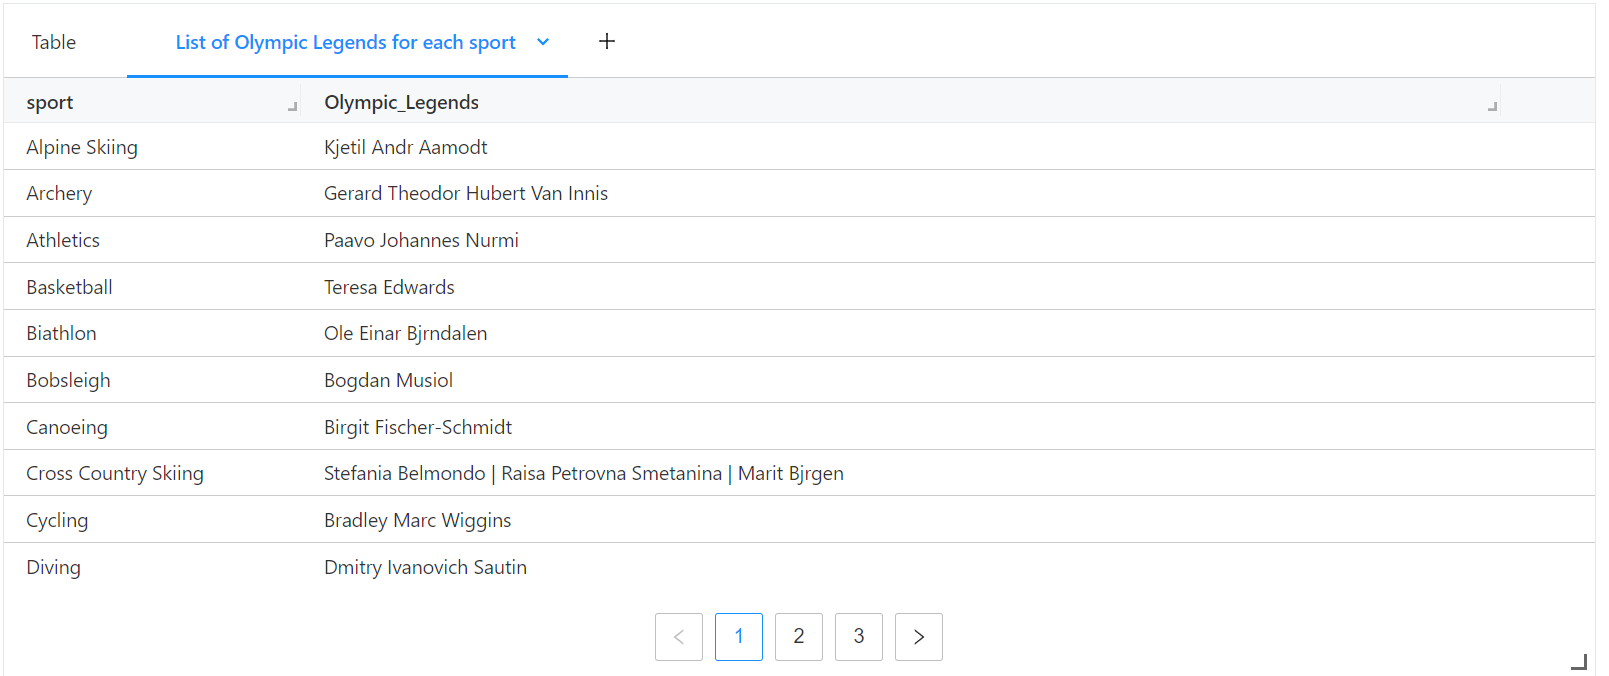 Table List of Olympic Legends for each sport +
sport Olympic_Legends
Alpine Skiing Kjetil Andr Aamodt
Archery Gerard Theodor Hubert Van Innis
Athletics Paavo Johannes Nurmi
Basketball Teresa Edwards
Biathlon Ole Einar Bjrndalen
Bobsleigh Bogdan Musiol
Canoeing Birgit Fischer-Schmidt
Cross Country Skiing Stefania Belmondo | Raisa Petrovna Smetanina | Marit Bjrgen
Cycling Bradley Marc Wiggins
Diving Dmitry Ivanovich Sautin
< 1 2 3 >